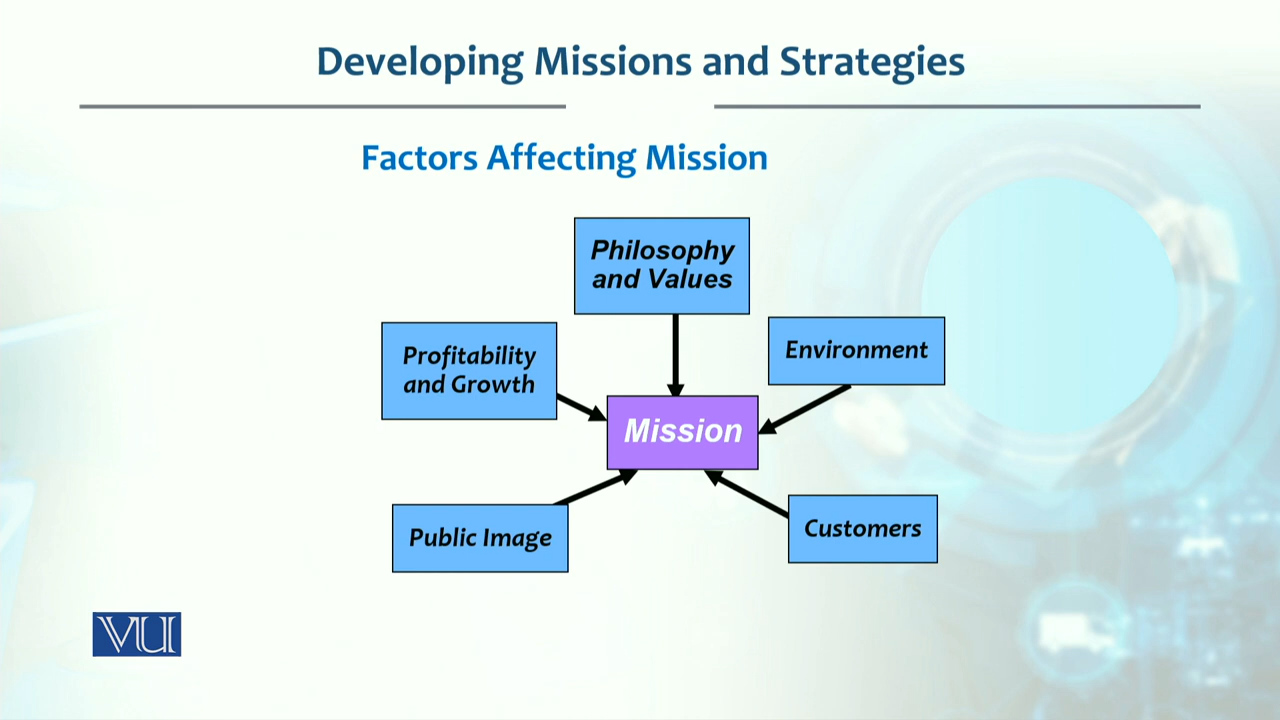 Developing Missions and Strategies
Factors Affecting Mission
Philosophy
and Values
Profitability
and Growth
Environment
Mission
Public Image
Customers
VU